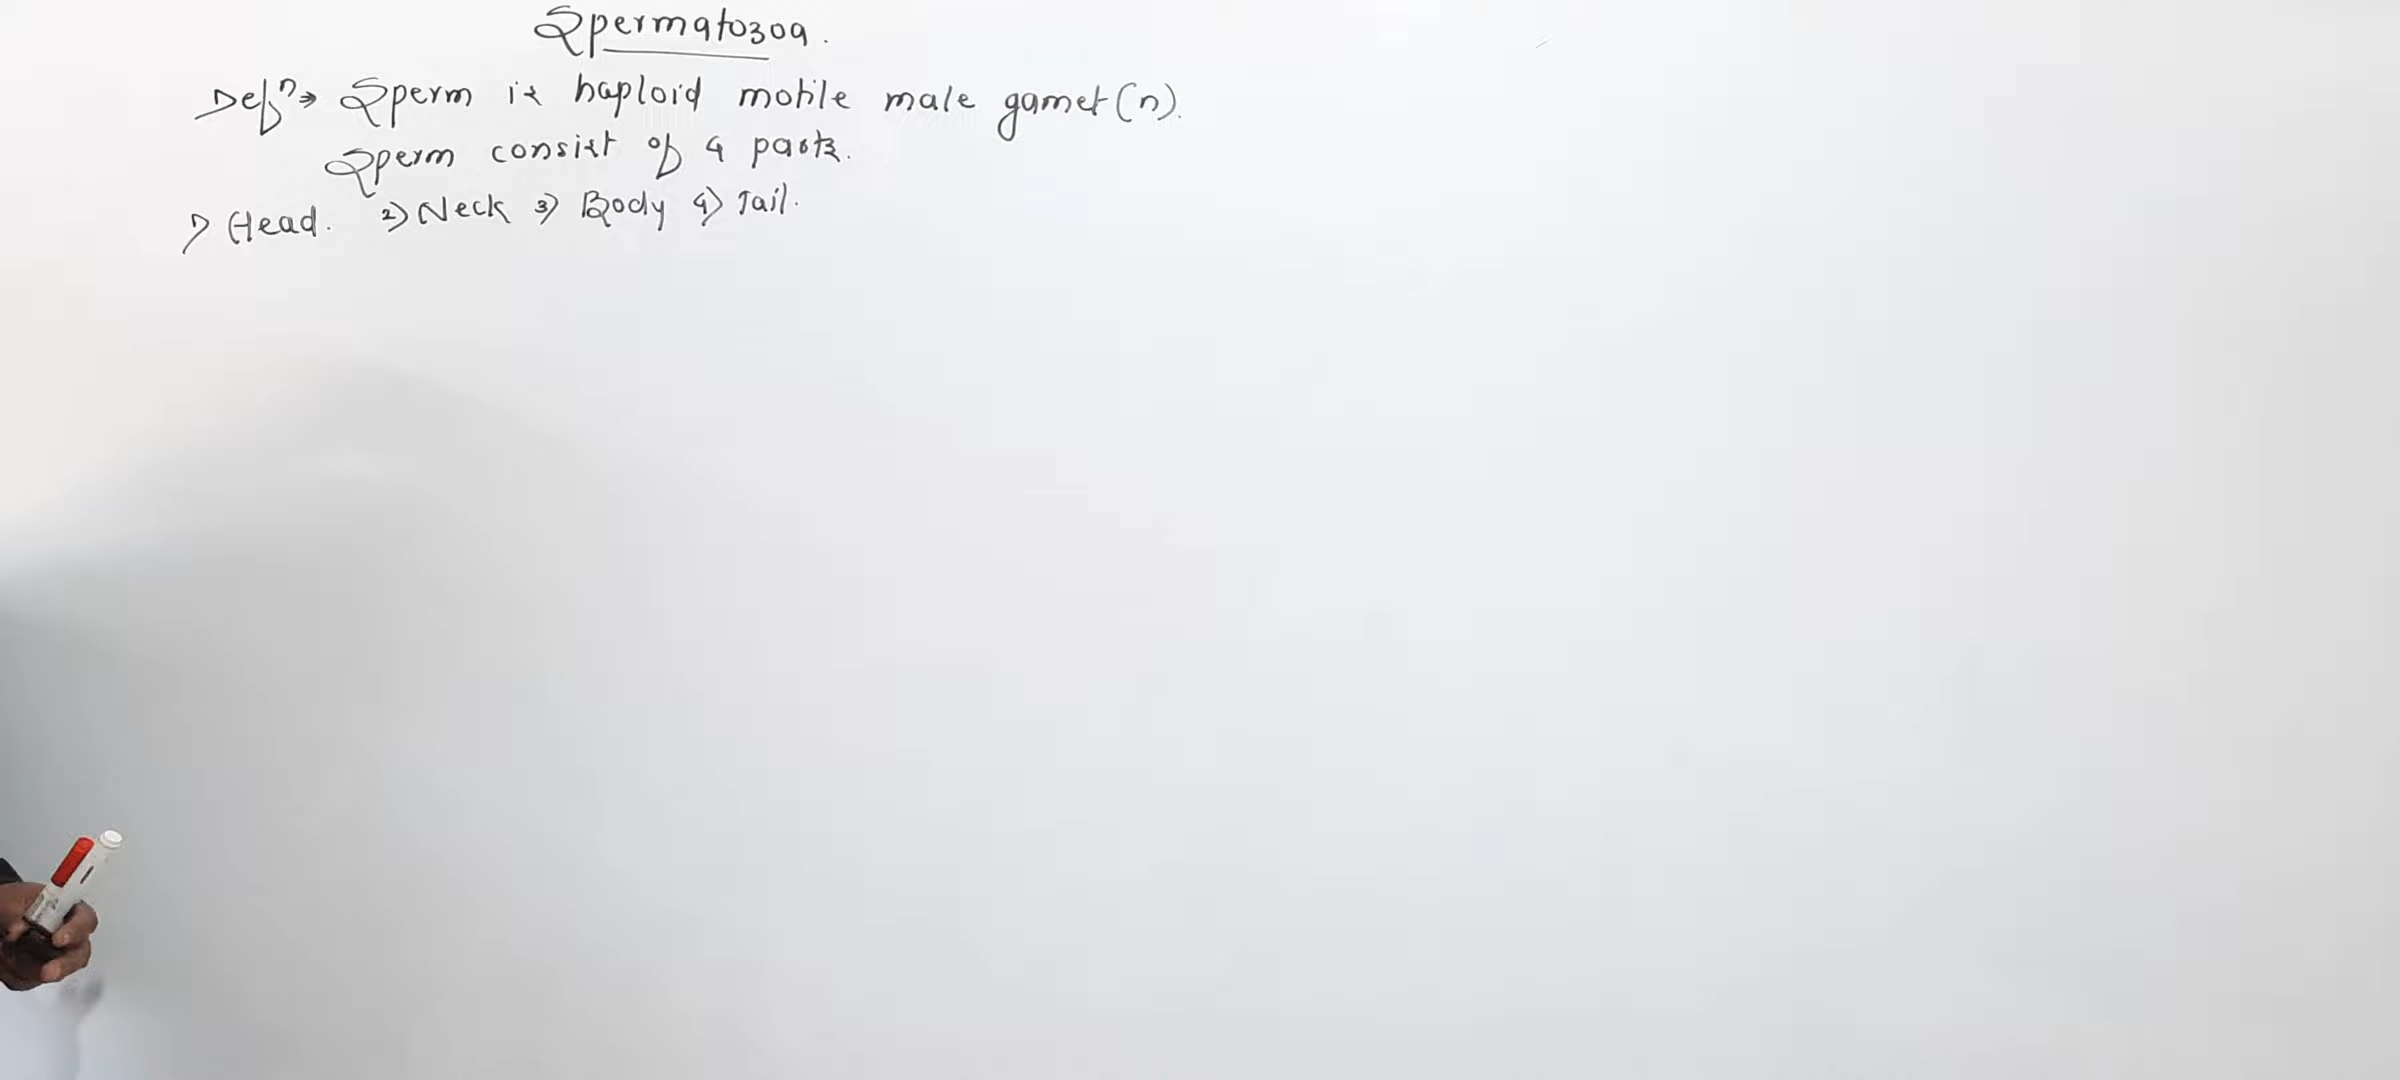 Spermatozoa.
Defn⇒ Sperm is haploid motile male gamet (n).
Sperm consist of 4 parts.
1) Head. 2) Neck 3) Body 4) Tail.